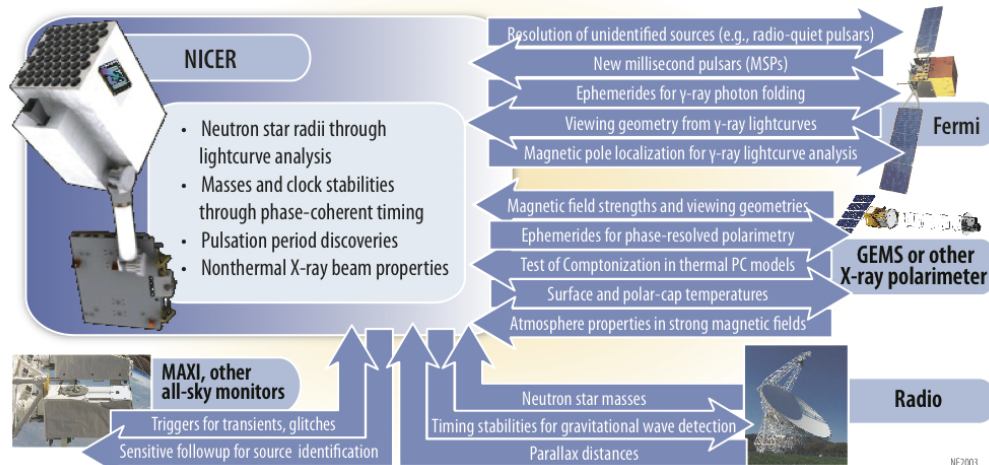 NICER
• Neutron star radii through
lightcurve analysis
• Masses and clock stabilities
through phase-coherent timing
• Pulsation period discoveries
• Nonthermal X-ray beam properties
Resolution of unidentified sources (e.g., radio-quiet pulsars)
New millisecond pulsars (MSPs)
Ephemerides for γ-ray photon folding
Viewing geometry from γ-ray lightcurves
Magnetic pole localization for γ-ray lightcurve analysis
Fermi
Magnetic field strengths and viewing geometries
Ephemerides for phase-resolved polarimetry
Test of Comptonization in thermal PC models
Surface and polar-cap temperatures
Atmosphere properties in strong magnetic fields
GEMS or other
X-ray polarimeter
MAXI, other
all-sky monitors
Triggers for transients, glitches
Sensitive followup for source identification
Neutron star masses
Timing stabilities for gravitational wave detection
Parallax distances
Radio